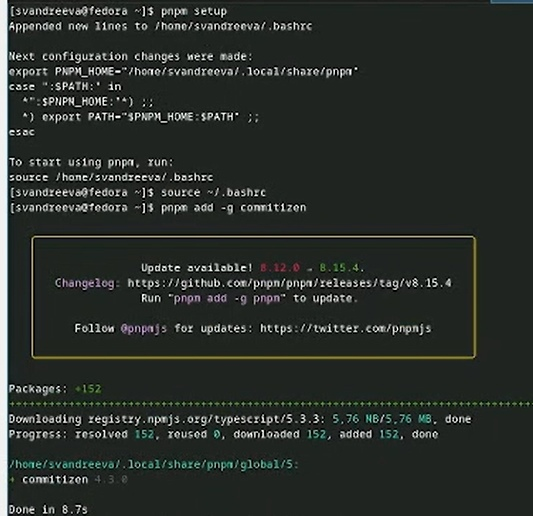 [svandreeva@fedora ~]$ pnpm setup
Appended new lines to /home/svandreeva/.bashrc
Next configuration changes were made:
export PNPM_HOME="/home/svandreeva/.local/share/pnpm"
case ":$PATH:" in
*":$PNPM_HOME:"*) ;;
*) export PATH="$PNPM_HOME:$PATH" ;;
esac
To start using pnpm, run:
source /home/svandreeva/.bashrc
[svandreeva@fedora ~]$ source ~/.bashrc
[svandreeva@fedora ~]$ pnpm add -g commitizen
Update available! 8.12.0 → 8.15.4.
Changelog: https://github.com/pnpm/pnpm/releases/tag/v8.15.4
Run "pnpm add -g pnpm" to update.
Follow @pnpmjs for updates: https://twitter.com/pnpmjs
Packages: +152
Downloading registry.npmjs.org/typescript/5.3.3: 5,76 MB/5,76 MB, done
Progress: resolved 152, reused 0, downloaded 152, added 152, done
/home/svandreeva/.local/share/pnpm/global/5:
+ commitizen 4.3.0
Done in 8.7s